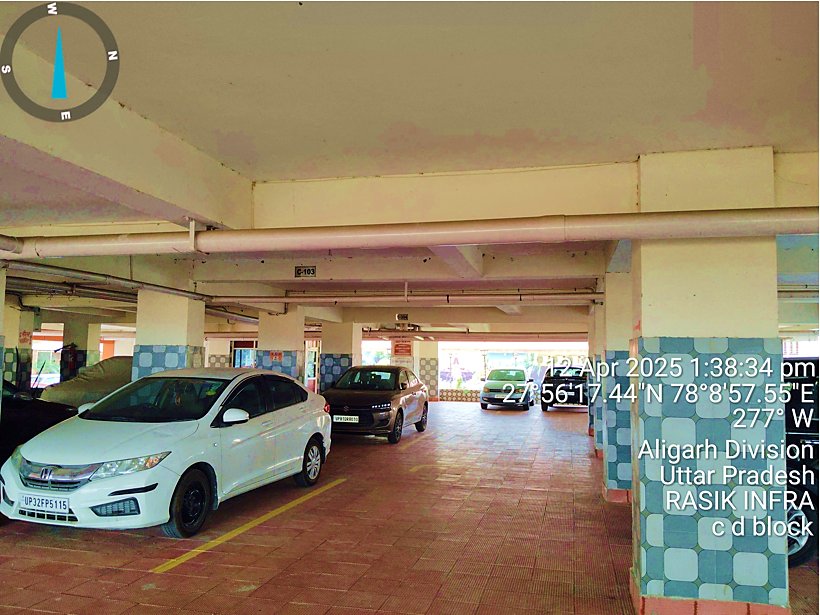 W
N
S
E
C-103
UP32FP5115
12 Apr 2025 1:38:34 pm
27°56'17.44"N 78°8'57.55"E
277° W
Aligarh Division
Uttar Pradesh
RASIK INFRA
c d block